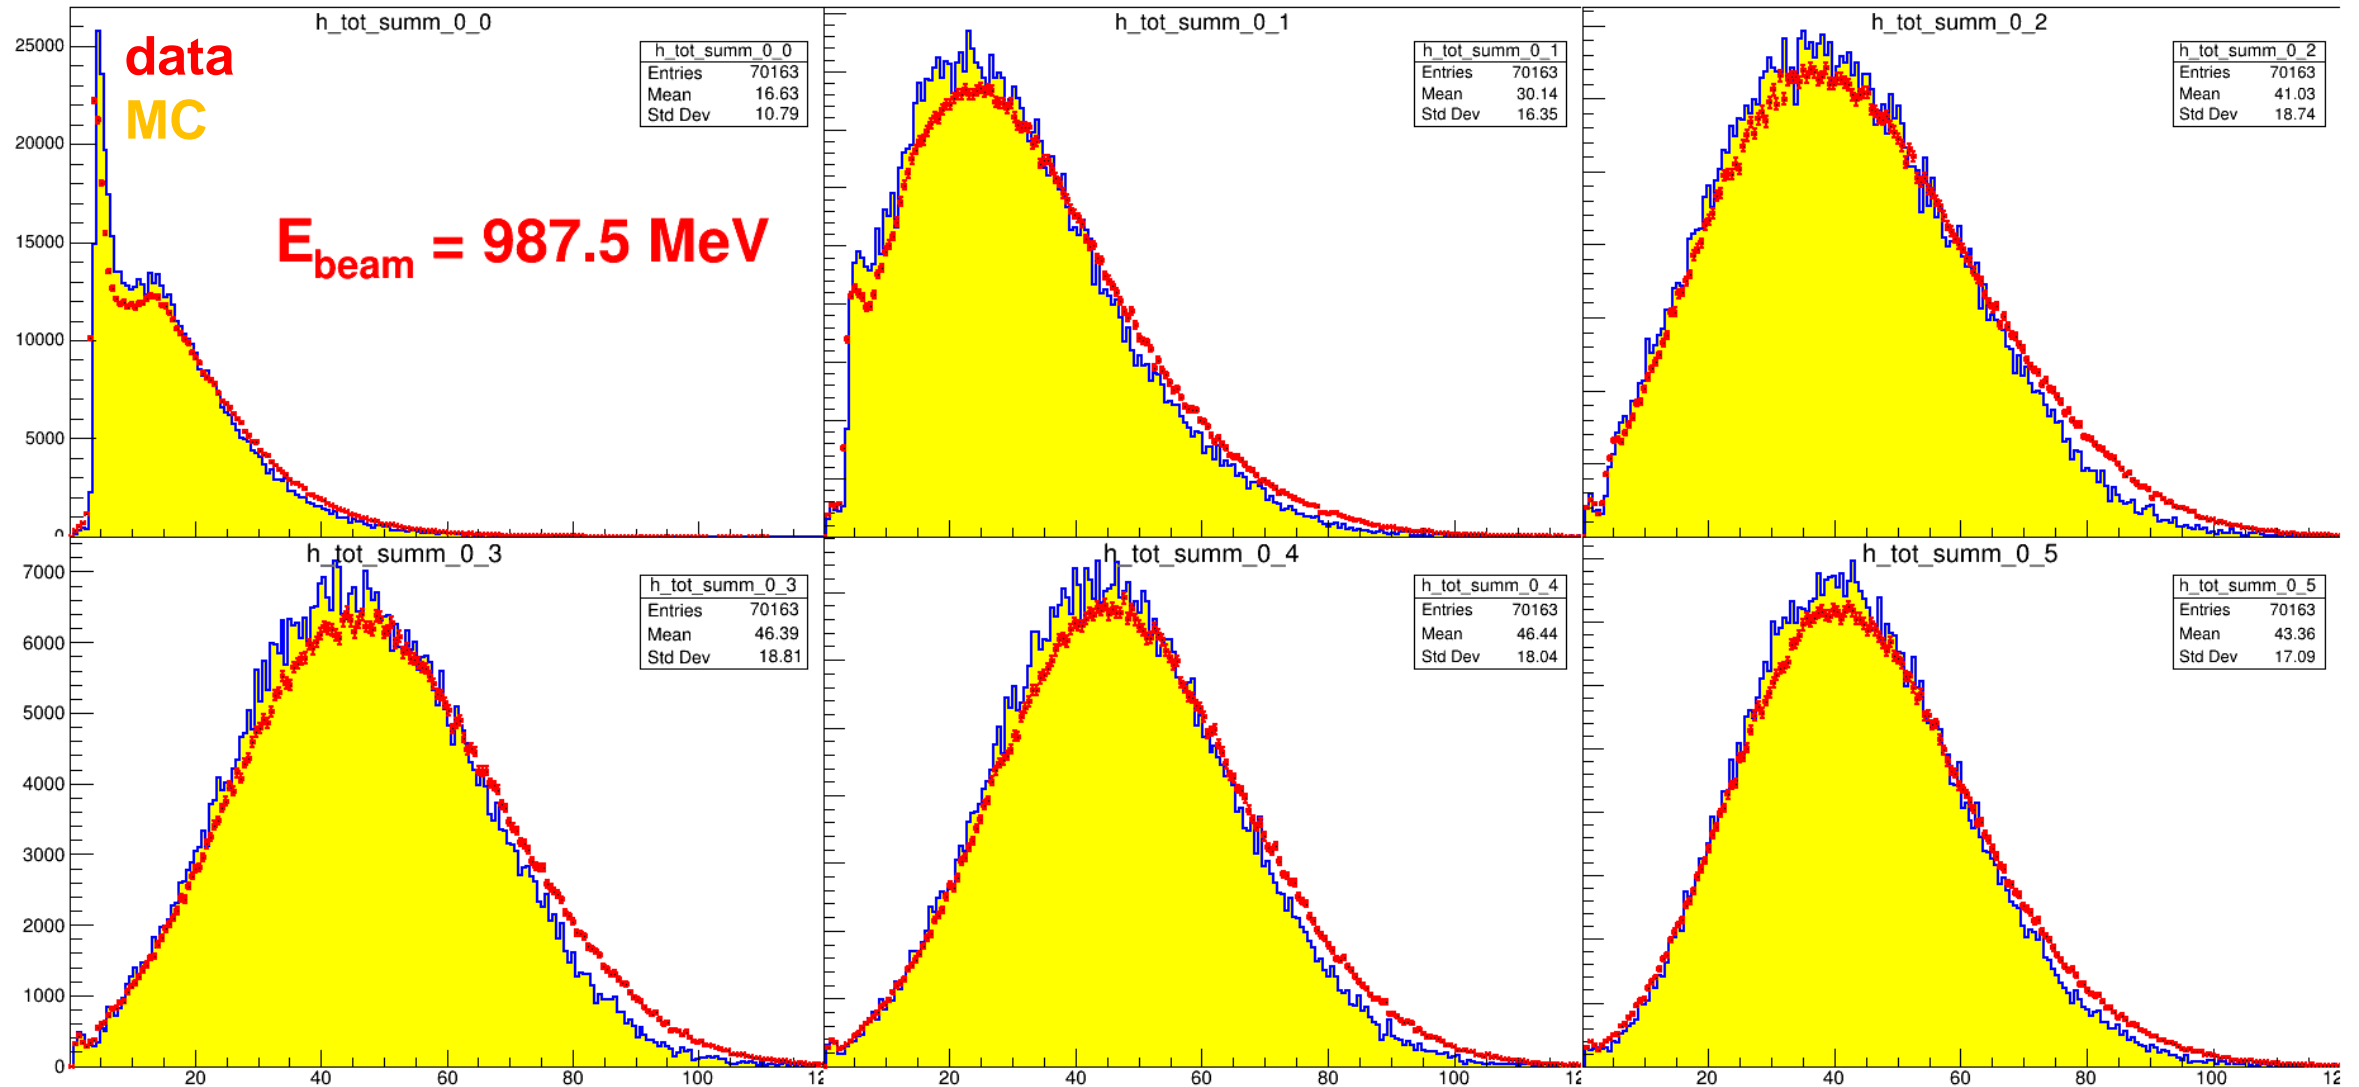 h_tot_summ_0_0
h_tot_summ_0_1
h_tot_summ_0_2
data
MC
E_beam = 987.5 MeV
h_tot_summ_0_0
Entries 70163
Mean 16.63
Std Dev 10.79
h_tot_summ_0_1
Entries 70163
Mean 30.14
Std Dev 16.35
h_tot_summ_0_2
Entries 70163
Mean 41.03
Std Dev 18.74
25000
20000
15000
10000
5000
0
h_tot_summ_0_3
h_tot_summ_0_4
h_tot_summ_0_5
h_tot_summ_0_3
Entries 70163
Mean 46.39
Std Dev 18.81
h_tot_summ_0_4
Entries 70163
Mean 46.44
Std Dev 18.04
h_tot_summ_0_5
Entries 70163
Mean 43.36
Std Dev 17.09
7000
6000
5000
4000
3000
2000
1000
0
20 40 60 80 100
20 40 60 80 100
20 40 60 80 100